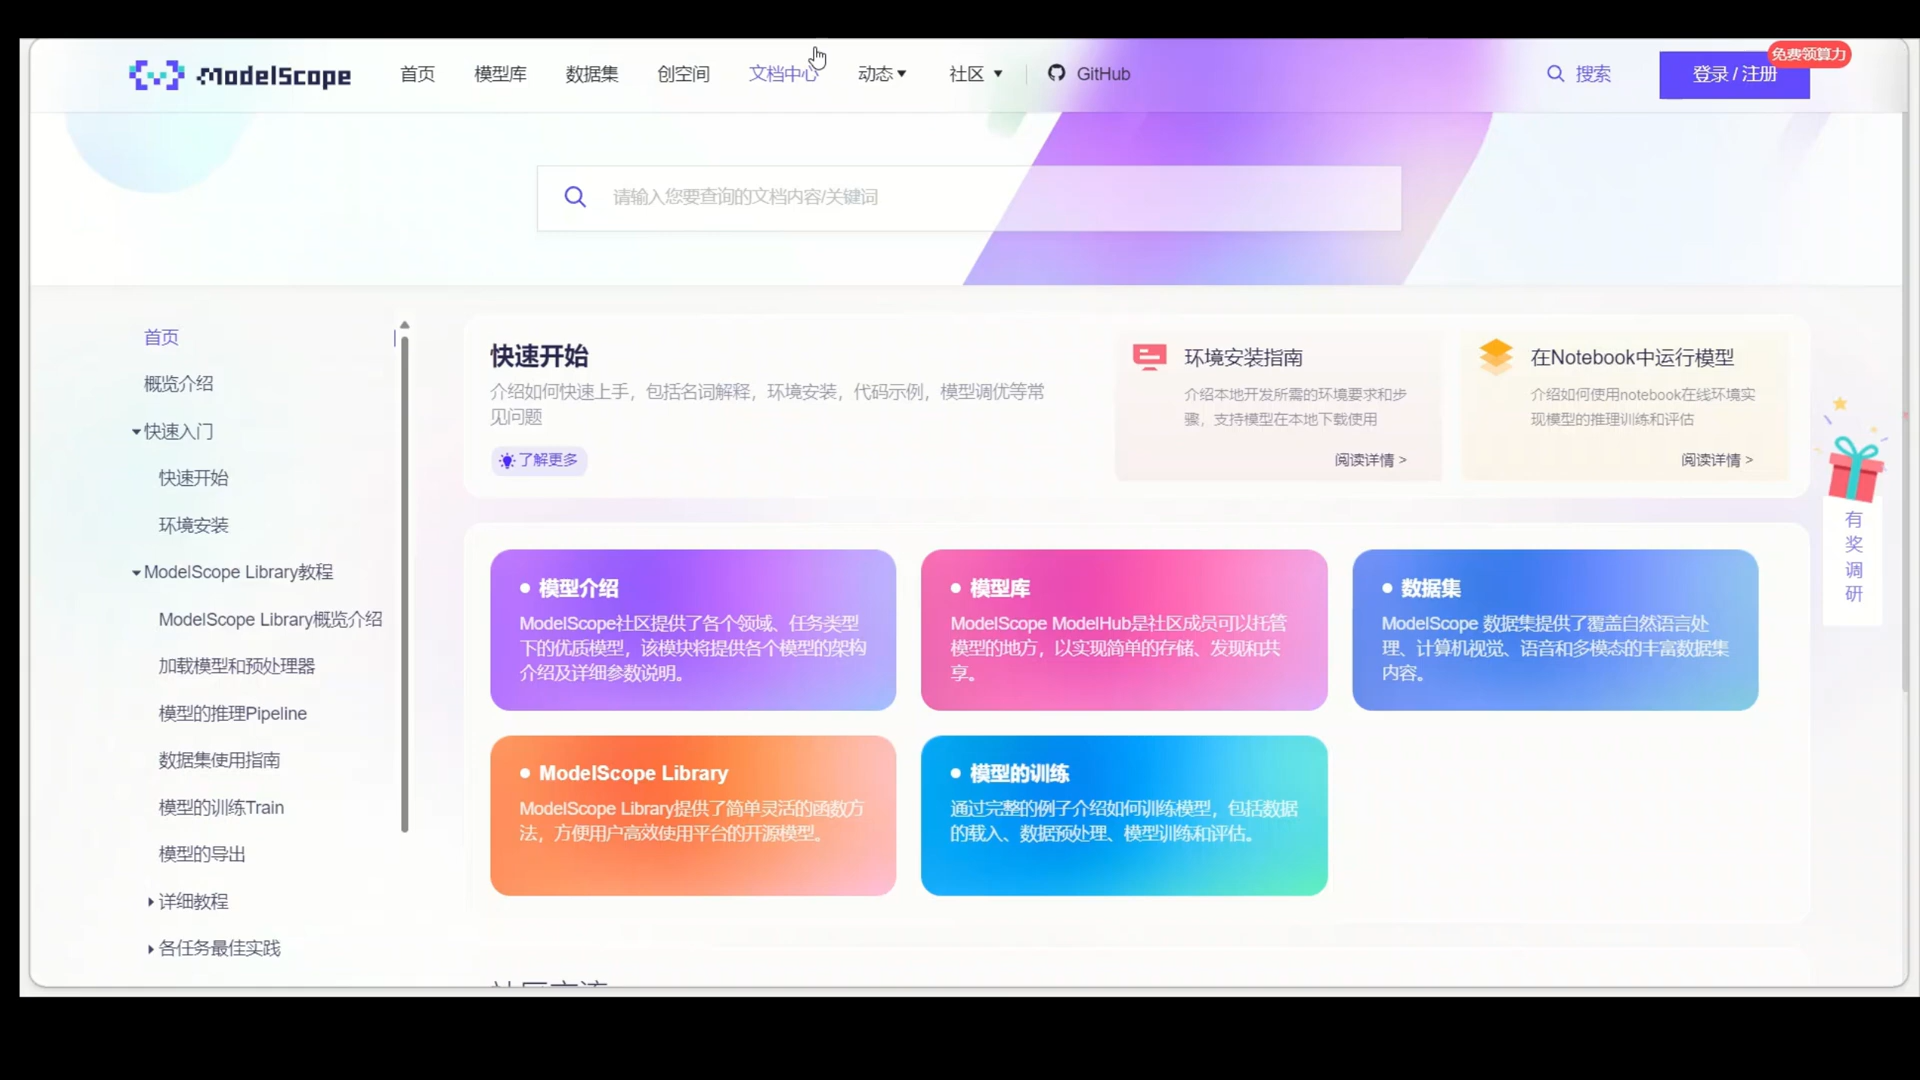 ModelScope
首页
模型库
数据集
创空间
文档中心
动态
社区
GitHub
搜索
登录 / 注册
免费领算力
请输入您要查询的文档内容/关键词
首页
概览介绍
快速入门
快速开始
环境安装
ModelScope Library教程
ModelScope Library概览介绍
加载模型和预处理器
模型的推理Pipeline
数据集使用指南
模型的训练Train
模型的导出
详细教程
各任务最佳实践
快速开始
介绍如何快速上手，包括名词解释，环境安装，代码示例，模型调优等常
见问题
了解更多
环境安装指南
介绍本地开发所需的环境要求和步
骤，支持模型在本地下载使用
阅读详情 >
在Notebook中运行模型
介绍如何使用notebook在线环境实
现模型的推理训练和评估
阅读详情 >
模型介绍
ModelScope社区提供了各个领域、任务类型
下的优质模型，该模块将提供各个模型的架构
介绍及详细参数说明。
模型库
ModelScope ModelHub是社区成员可以托管
模型的地方，以实现简单的存储、发现和共
享。
数据集
ModelScope 数据集提供了覆盖自然语言处
理、计算机视觉、语音和多模态的丰富数据集
内容。
ModelScope Library
ModelScope Library提供了简单灵活的函数方
法，方便用户高效使用平台的开源模型。
模型的训练
通过完整的例子介绍如何训练模型，包括数据
的载入、数据预处理、模型训练和评估。
有
奖
调
研